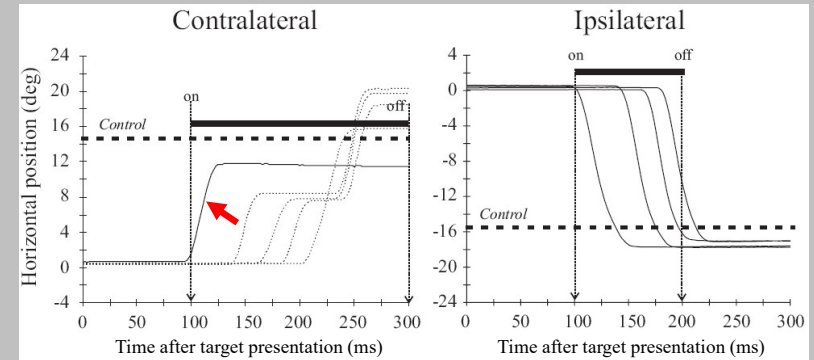 Contralateral
Ipsilateral
Horizontal position (deg)
24
20
16
12
8
4
0
-4
on
off
Control
0
50
100
150
200
250
300
Time after target presentation (ms)
4
0
-4
-8
-12
-16
-20
-24
on
off
Control
0
50
100
150
200
250
300
Time after target presentation (ms)